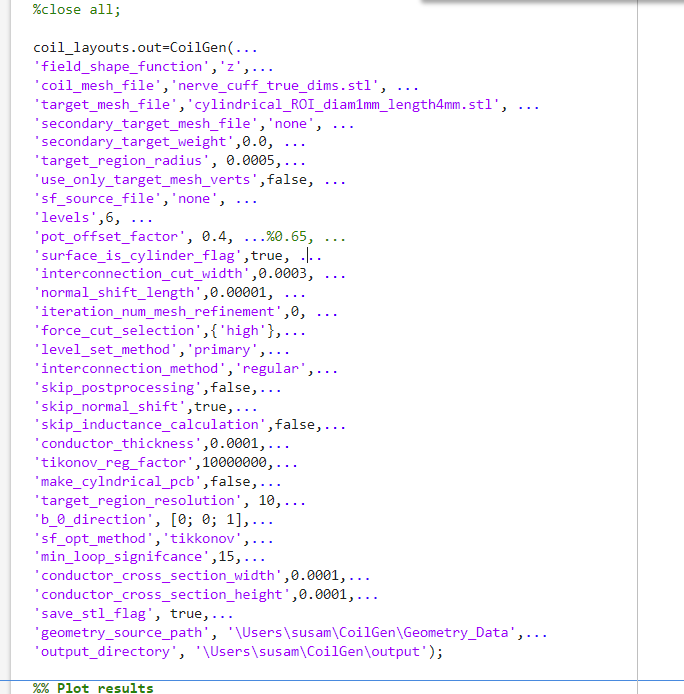 %close all;
coil_layouts.out=CoilGen(...
'field_shape_function','z',...
'coil_mesh_file','nerve_cuff_true_dims.stl', ...
'target_mesh_file','cylindrical_ROI_diam1mm_length4mm.stl', ...
'secondary_target_mesh_file','none', ...
'secondary_target_weight',0.0, ...
'target_region_radius', 0.0005,...
'use_only_target_mesh_verts',false, ...
'sf_source_file','none', ...
'levels',6, ...
'pot_offset_factor', 0.4, ...%0.65, ...
'surface_is_cylinder_flag',true, ...
'interconnection_cut_width',0.0003, ...
'normal_shift_length',0.00001, ...
'iteration_num_mesh_refinement',0, ...
'force_cut_selection',{'high'},...
'level_set_method','primary',...
'interconnection_method','regular',...
'skip_postprocessing',false,...
'skip_normal_shift',true,...
'skip_inductance_calculation',false,...
'conductor_thickness',0.0001,...
'tikonov_reg_factor',10000000,...
'make_cylndrical_pcb',false,...
'target_region_resolution', 10,...
'b_0_direction', [0; 0; 1],...
'sf_opt_method','tikkonov',...
'min_loop_signifcance',15,...
'conductor_cross_section_width',0.0001,...
'conductor_cross_section_height',0.0001,...
'save_stl_flag', true,...
'geometry_source_path', '\Users\susam\CoilGen\Geometry_Data',...
'output_directory', '\Users\susam\CoilGen\output');
%% Plot results